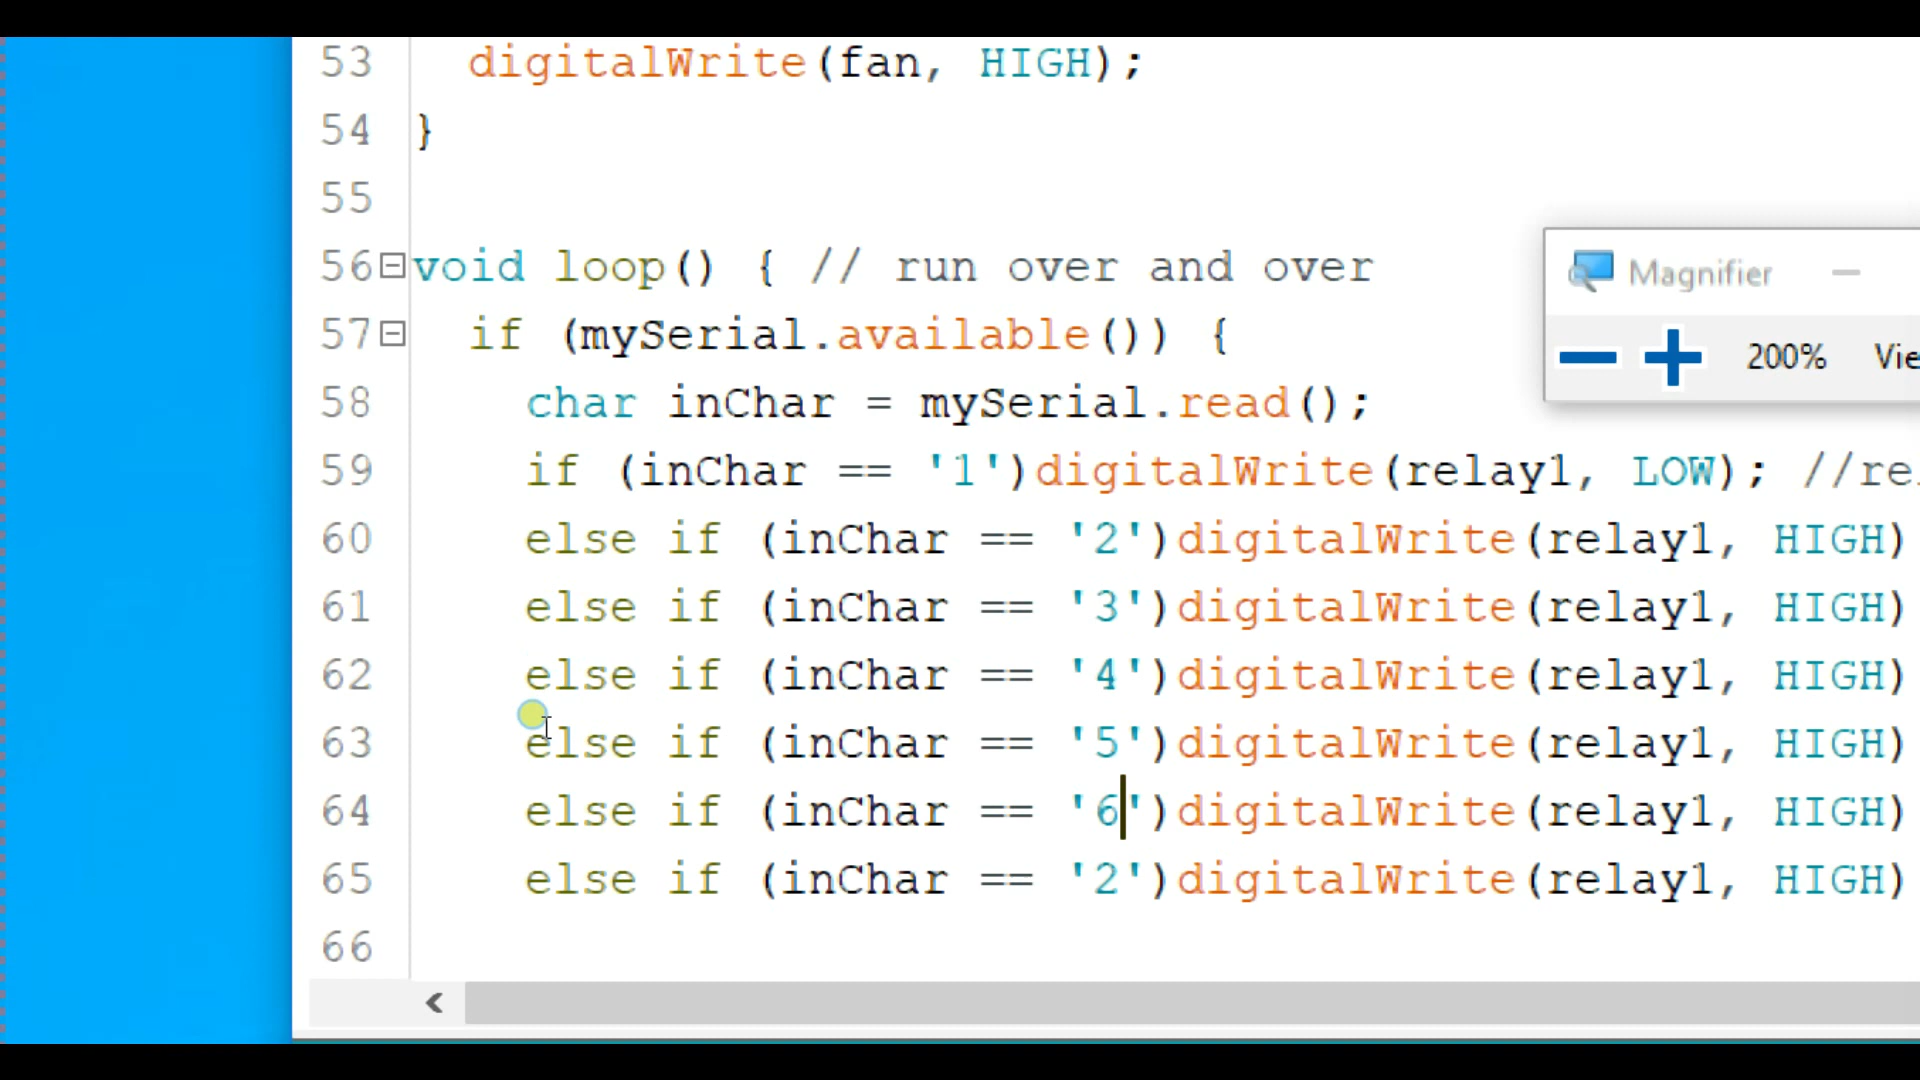 53 digitalWrite(fan, HIGH);
54 }
55
56 void loop() { // run over and over
57 if (mySerial.available()) {
58 char inChar = mySerial.read();
59 if (inChar == '1')digitalWrite(relay1, LOW); //re
60 else if (inChar == '2')digitalWrite(relay1, HIGH)
61 else if (inChar == '3')digitalWrite(relay1, HIGH)
62 else if (inChar == '4')digitalWrite(relay1, HIGH)
63 else if (inChar == '5')digitalWrite(relay1, HIGH)
64 else if (inChar == '6')digitalWrite(relay1, HIGH)
65 else if (inChar == '2')digitalWrite(relay1, HIGH)
66
Magnifier
200% Vie